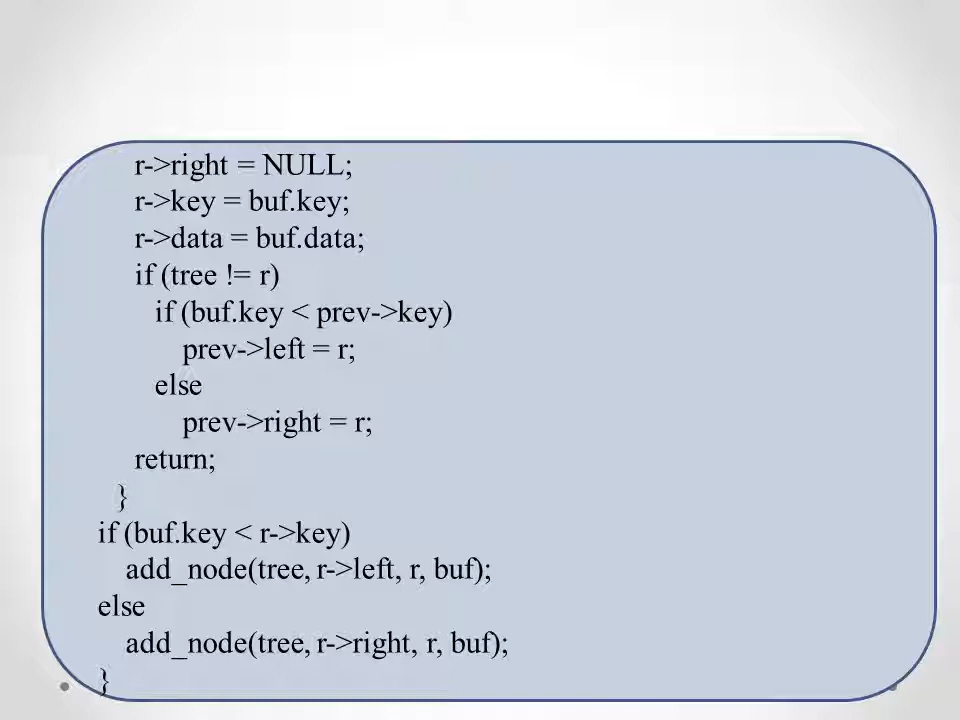 r->right = NULL;
r->key = buf.key;
r->data = buf.data;
if (tree != r)
if (buf.key < prev->key)
prev->left = r;
else
prev->right = r;
return;
}
if (buf.key < r->key)
add_node(tree, r->left, r, buf);
else
add_node(tree, r->right, r, buf);
}